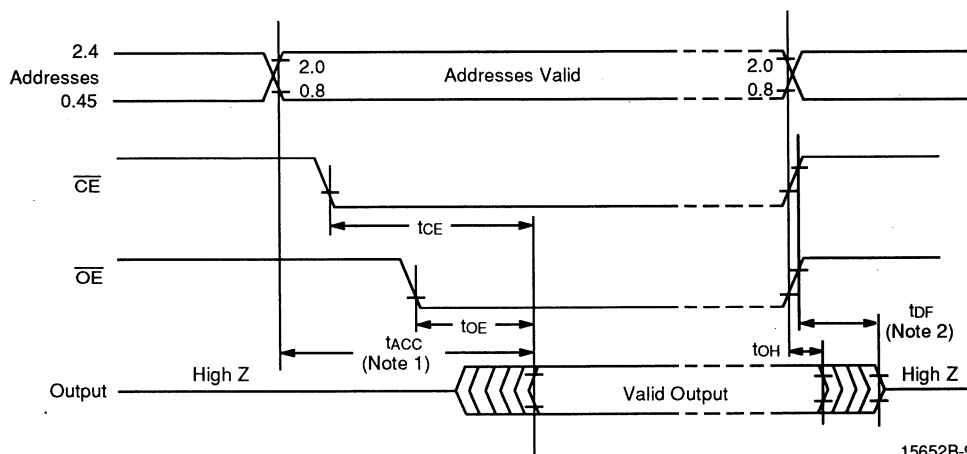 2.4
Addresses
0.45
2.0
0.8
Addresses Valid
2.0
0.8
CE
tCE
OE
tOE
tACC
(Note 1)
tDF
(Note 2)
tOH
Output
High Z
Valid Output
High Z